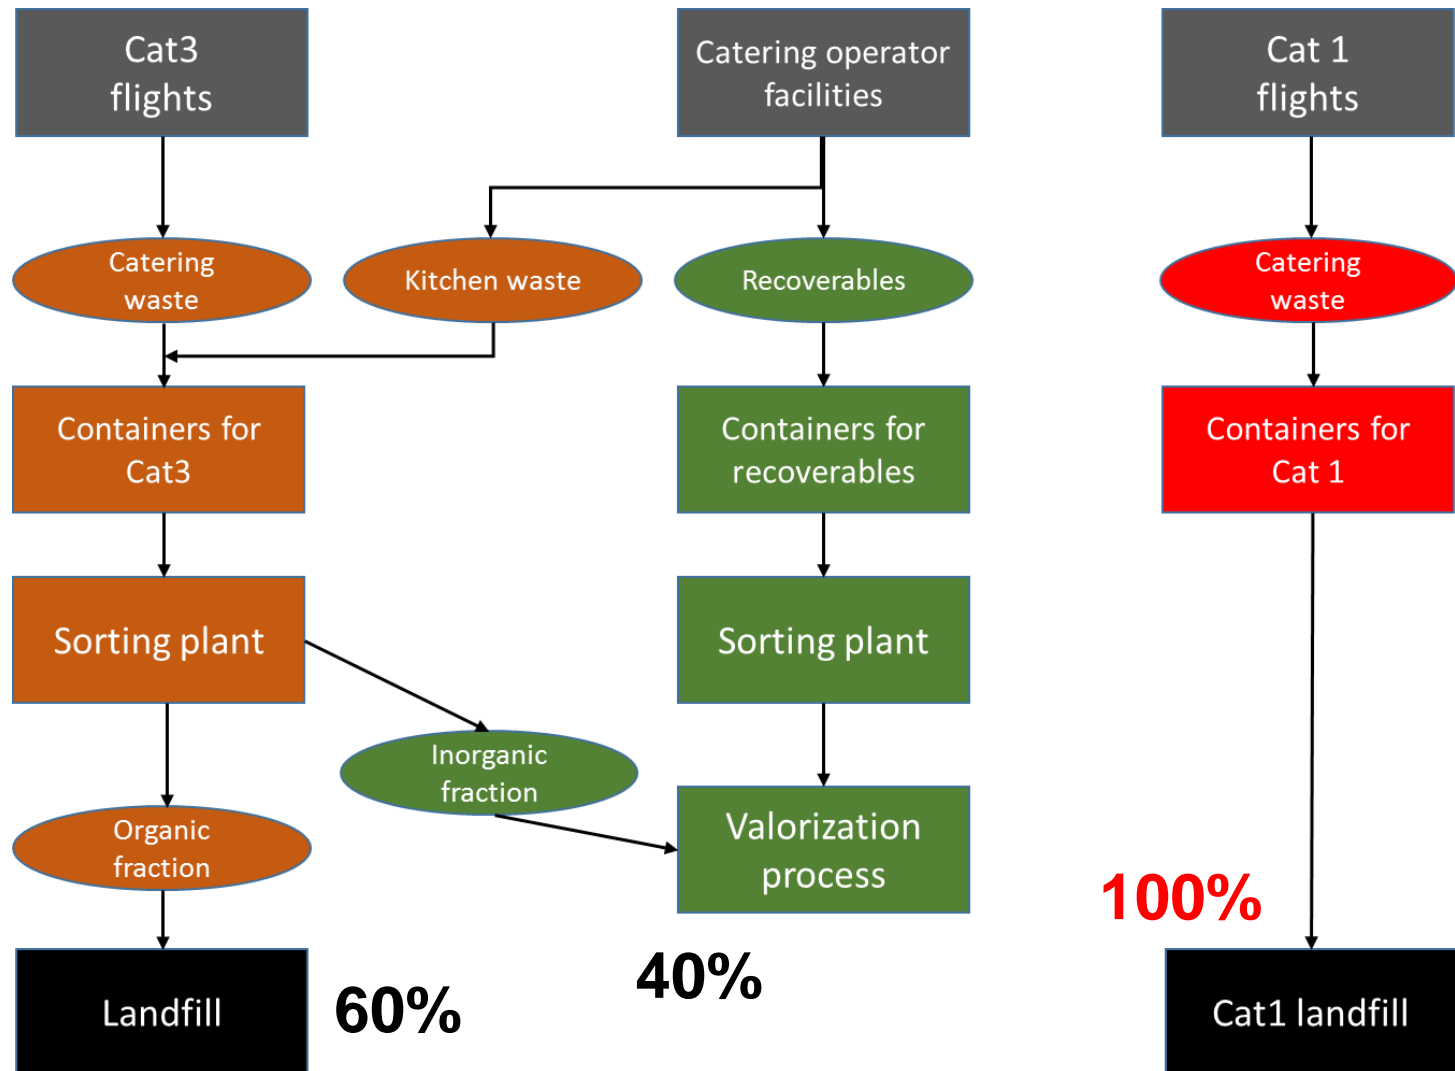 Cat3
flights
Catering operator
facilities
Cat 1
flights
Catering
waste
Kitchen waste
Recoverables
Catering
waste
Containers for
Cat3
Containers for
recoverables
Containers for
Cat 1
Sorting plant
Sorting plant
Inorganic
fraction
Organic
fraction
Valorization
process
100%
Landfill
60%
40%
Cat1 landfill